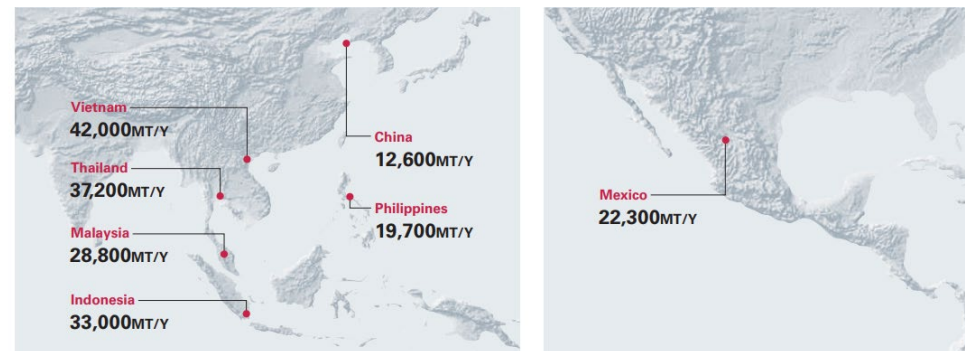 Vietnam
42,000MT/Y
Thailand
37,200MT/Y
Malaysia
28,800MT/Y
Indonesia
33,000MT/Y
China
12,600MT/Y
Philippines
19,700MT/Y
Mexico
22,300MT/Y